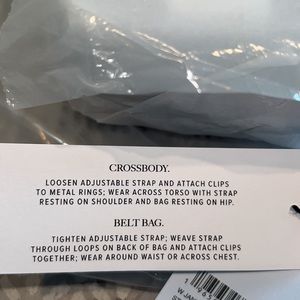 CROSSBODY.
LOOSEN ADJUSTABLE STRAP AND ATTACH CLIPS
TO METAL RINGS; WEAR ACROSS TORSO WITH STRAP
RESTING ON SHOULDER AND BAG RESTING ON HIP.
BELT BAG.
TIGHTEN ADJUSTABLE STRAP; WEAVE STRAP
THROUGH LOOPS ON BACK OF BAG AND ATTACH CLIPS
TOGETHER; WEAR AROUND WAIST OR ACROSS CHEST.